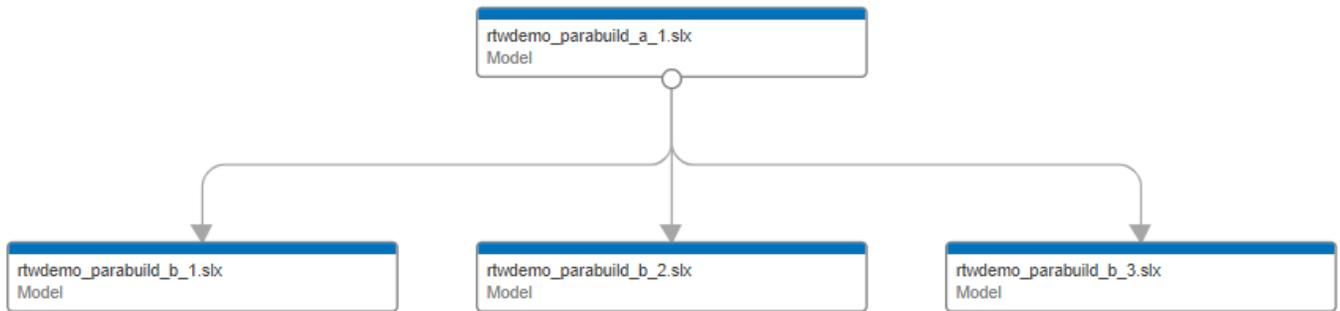 rtwdemo_parabuild_a_1.slx
Model
rtwdemo_parabuild_b_1.slx
Model
rtwdemo_parabuild_b_2.slx
Model
rtwdemo_parabuild_b_3.slx
Model